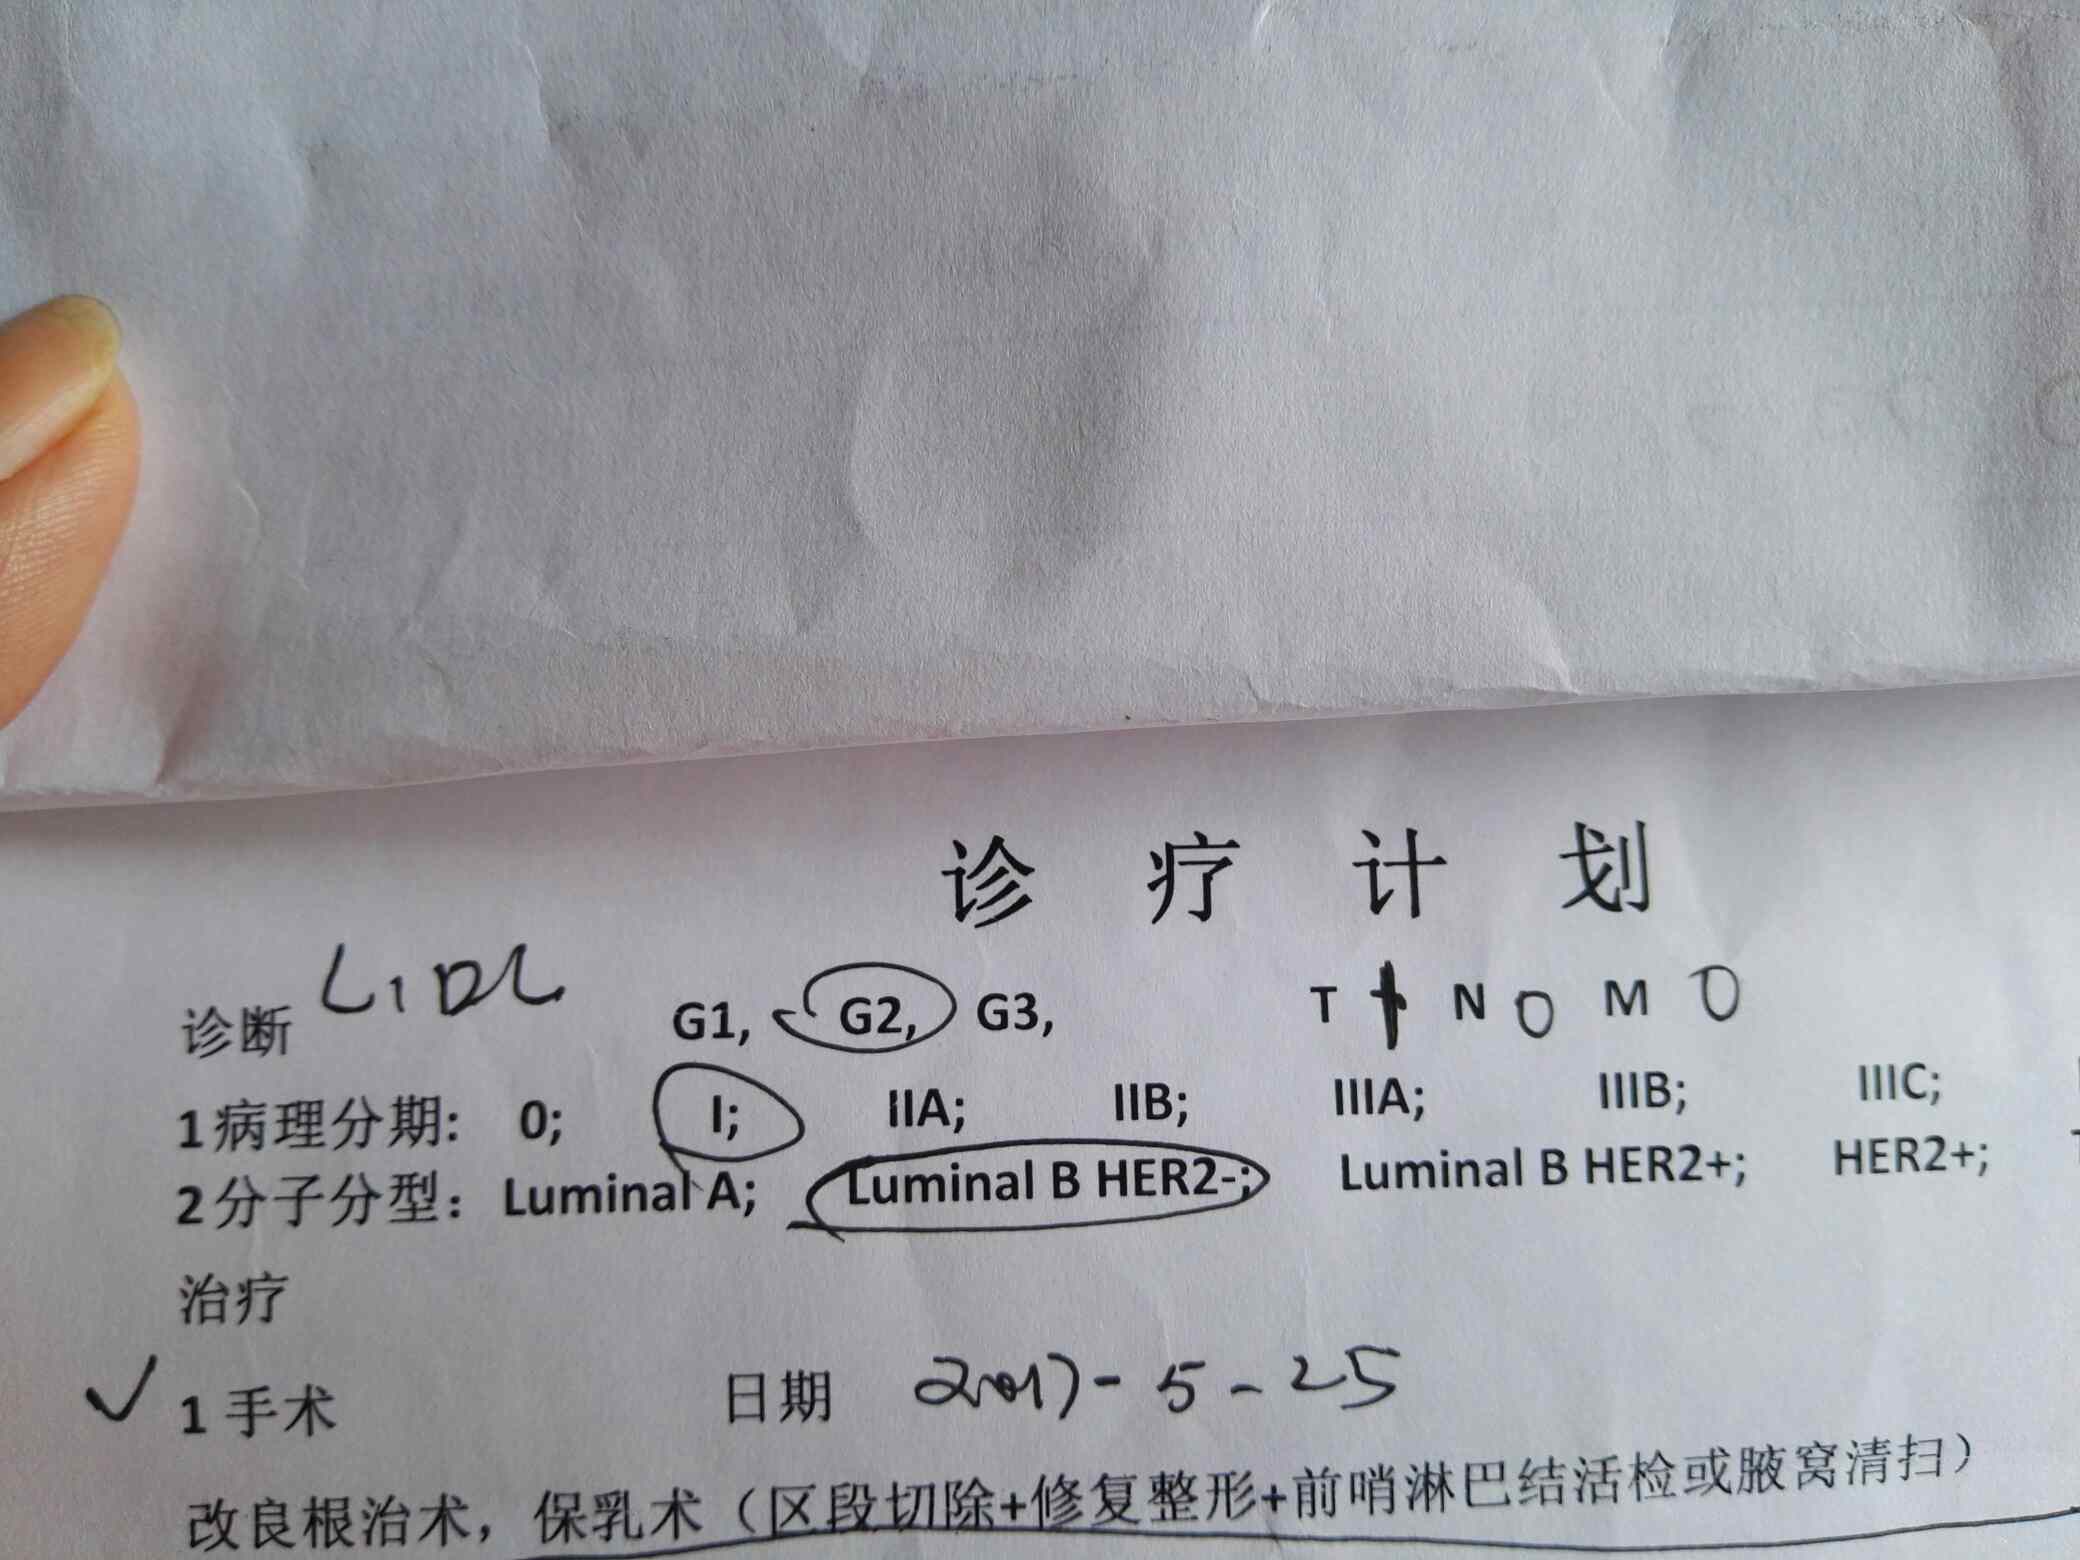 诊 疗 计 划
诊断 LIDC G1, G2, G3, T 1 N 0 M 0
1 病理分期: 0; I; IIA; IIB; IIIA; IIIB; IIIC;
2 分子分型: Luminal A; Luminal B HER2-; Luminal B HER2+; HER2+;
治疗
✓ 1 手术 日期 2017-5-25
改良根治术，保乳术（区段切除+修复整形+前哨淋巴结活检或腋窝清扫）